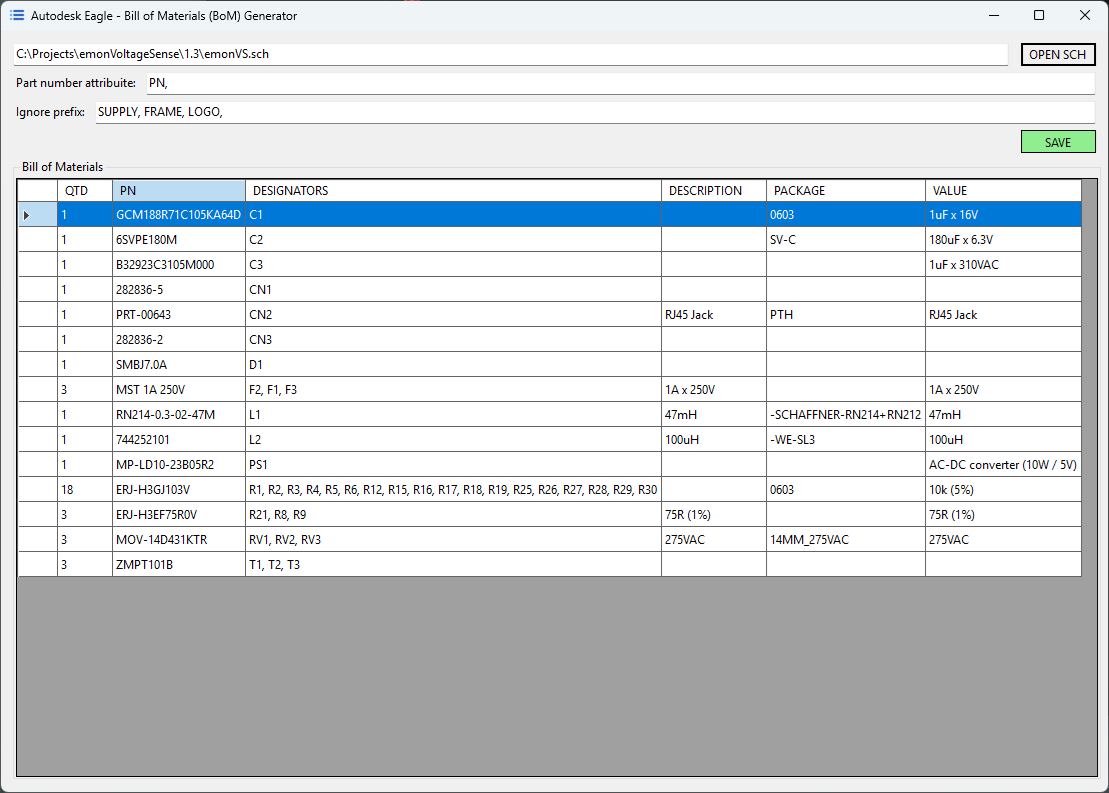 Autodesk Eagle - Bill of Materials (BoM) Generator
C:\Projects\emonVoltageSense\1.3\emonVS.sch OPEN SCH
Part number attribuite: PN,
Ignore prefix: SUPPLY, FRAME, LOGO,
SAVE
Bill of Materials
QTD PN DESIGNATORS DESCRIPTION PACKAGE VALUE
1 GCM188R71C105KA64D C1 0603 1uF x 16V
1 6SVPE180M C2 SV-C 180uF x 6.3V
1 B32923C3105M000 C3 1uF x 310VAC
1 282836-5 CN1
1 PRT-00643 CN2 RJ45 Jack PTH RJ45 Jack
1 282836-2 CN3
1 SMBJ7.0A D1
3 MST 1A 250V F2, F1, F3 1A x 250V 1A x 250V
1 RN214-0.3-02-47M L1 47mH -SCHAFFNER-RN214+RN212 47mH
1 744252101 L2 100uH -WE-SL3 100uH
1 MP-LD10-23B05R2 PS1 AC-DC converter (10W / 5V)
18 ERJ-H3GJ103V R1, R2, R3, R4, R5, R6, R12, R15, R16, R17, R18, R19, R25, R26, R27, R28, R29, R30 0603 10k (5%)
3 ERJ-H3EF75R0V R21, R8, R9 75R (1%) 75R (1%)
3 MOV-14D431KTR RV1, RV2, RV3 275VAC 14MM_275VAC 275VAC
3 ZMPT101B T1, T2, T3